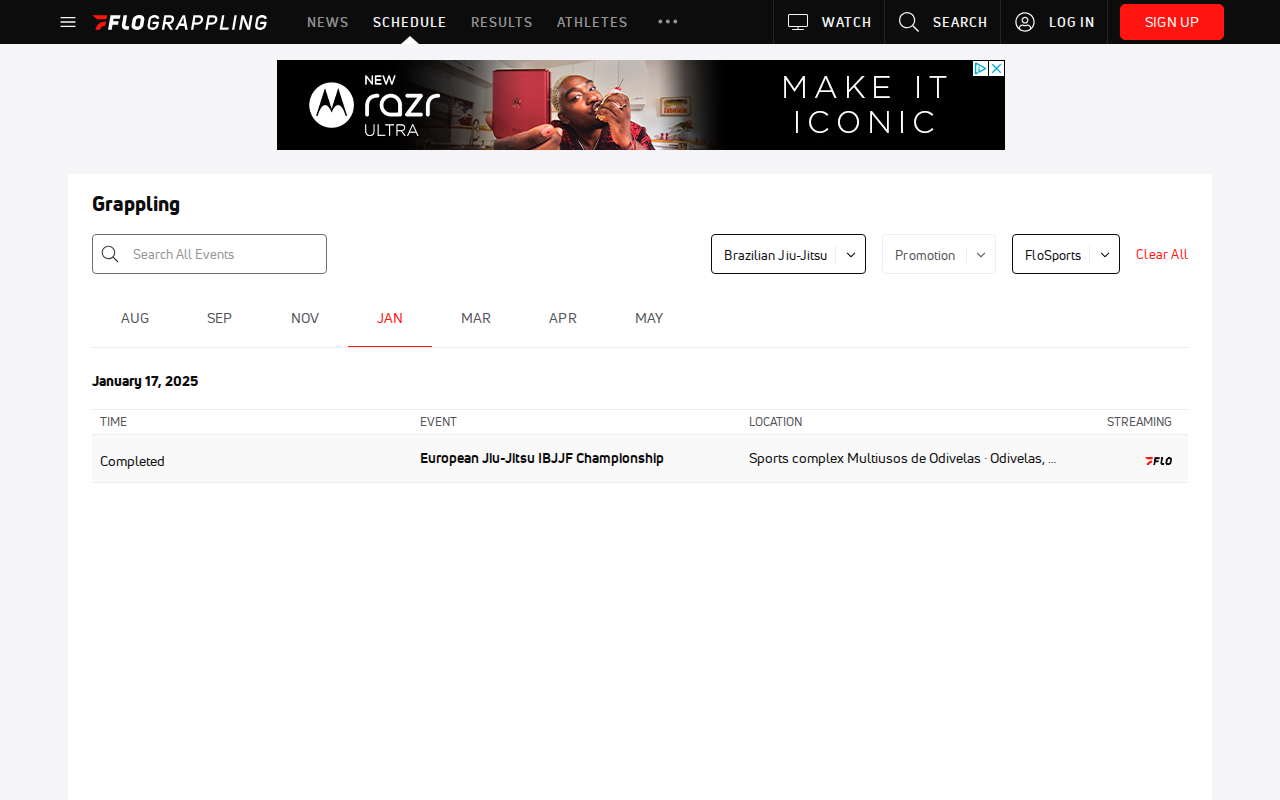 FLOGRAPPLING
NEWS
SCHEDULE
RESULTS
ATHLETES
WATCH
SEARCH
LOG IN
SIGN UP
NEW
razr
ULTRA
MAKE IT
ICONIC
Grappling
Search All Events
Brazilian Jiu-Jitsu
Promotion
FloSports
Clear All
AUG
SEP
NOV
JAN
MAR
APR
MAY
January 17, 2025
TIME
EVENT
LOCATION
STREAMING
Completed
European Jiu-Jitsu IBJJF Championship
Sports complex Multiusos de Odivelas · Odivelas, ...
FLO